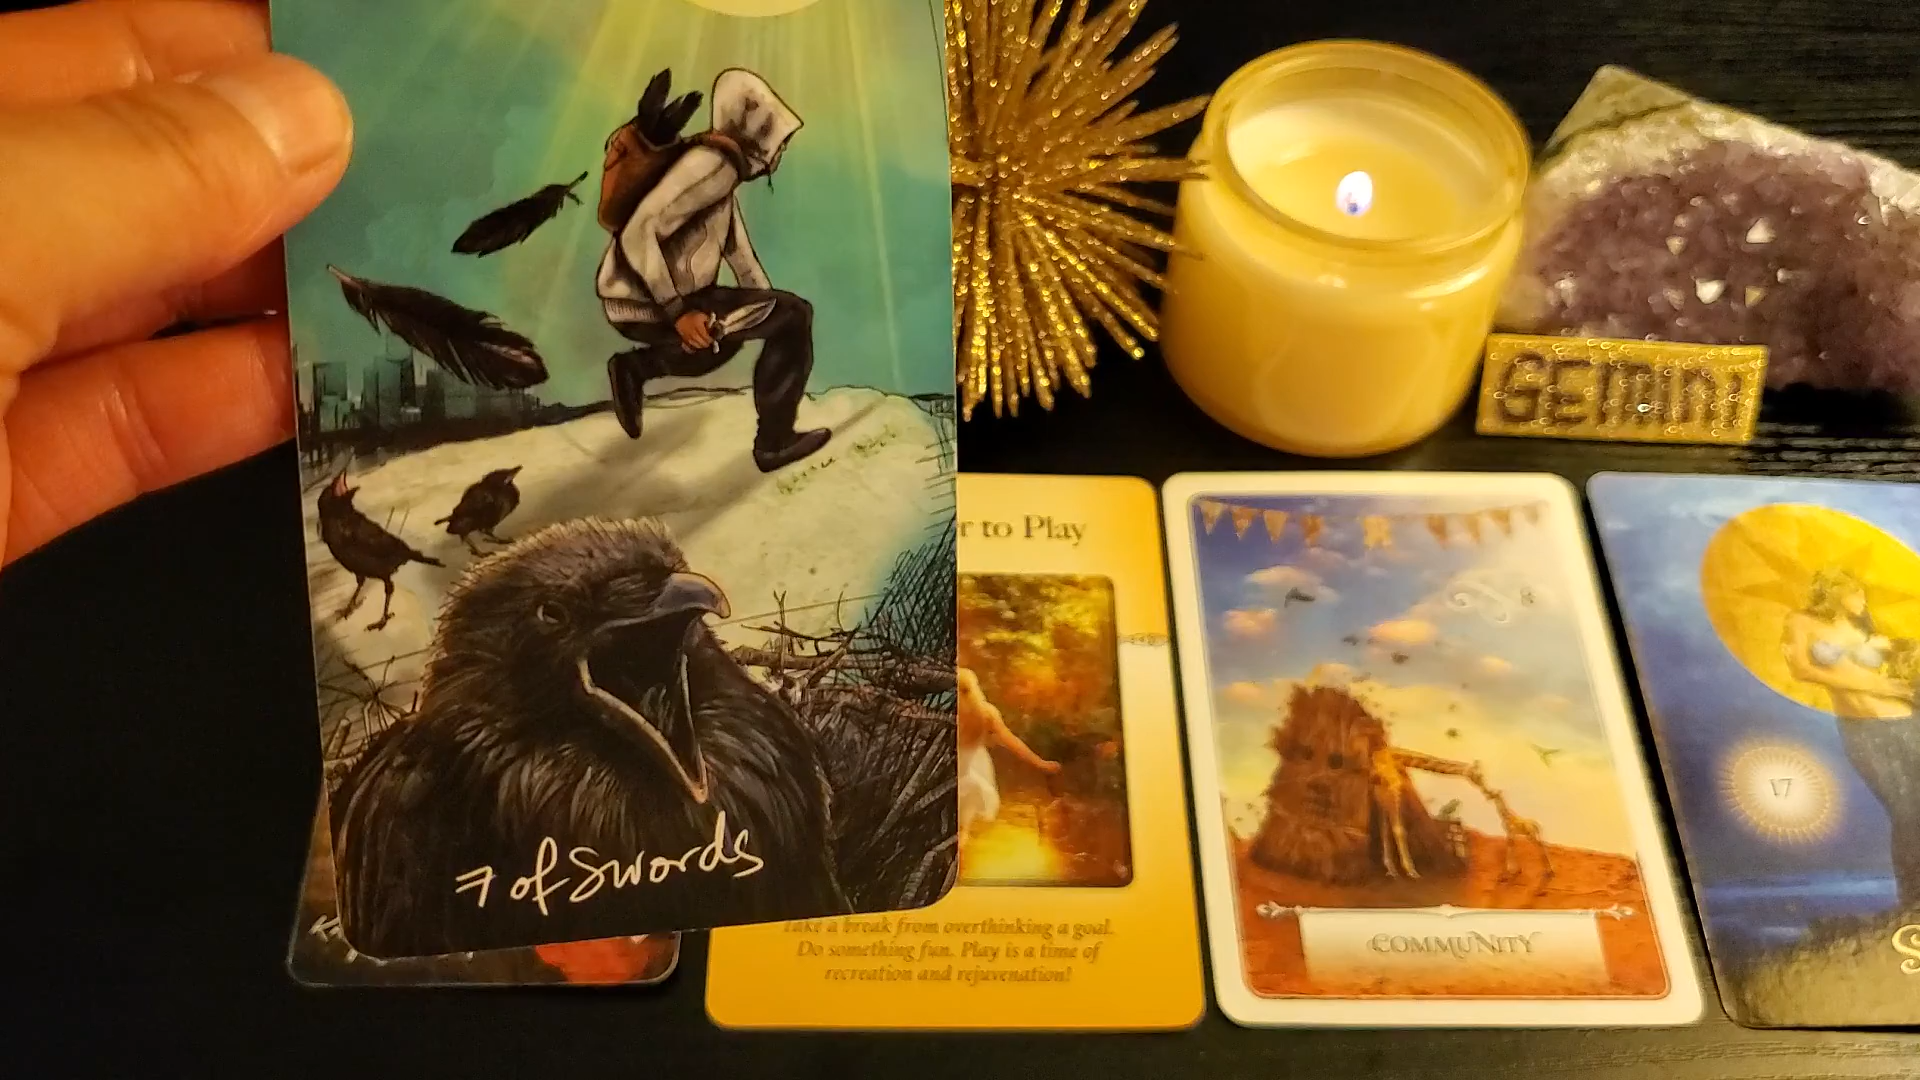 GEMINI
r to Play
17
7 of Swords
Take a break from overthinking a goal.
Do something fun. Play is a time of
recreation and rejuvenation!
COMMUNITY
S